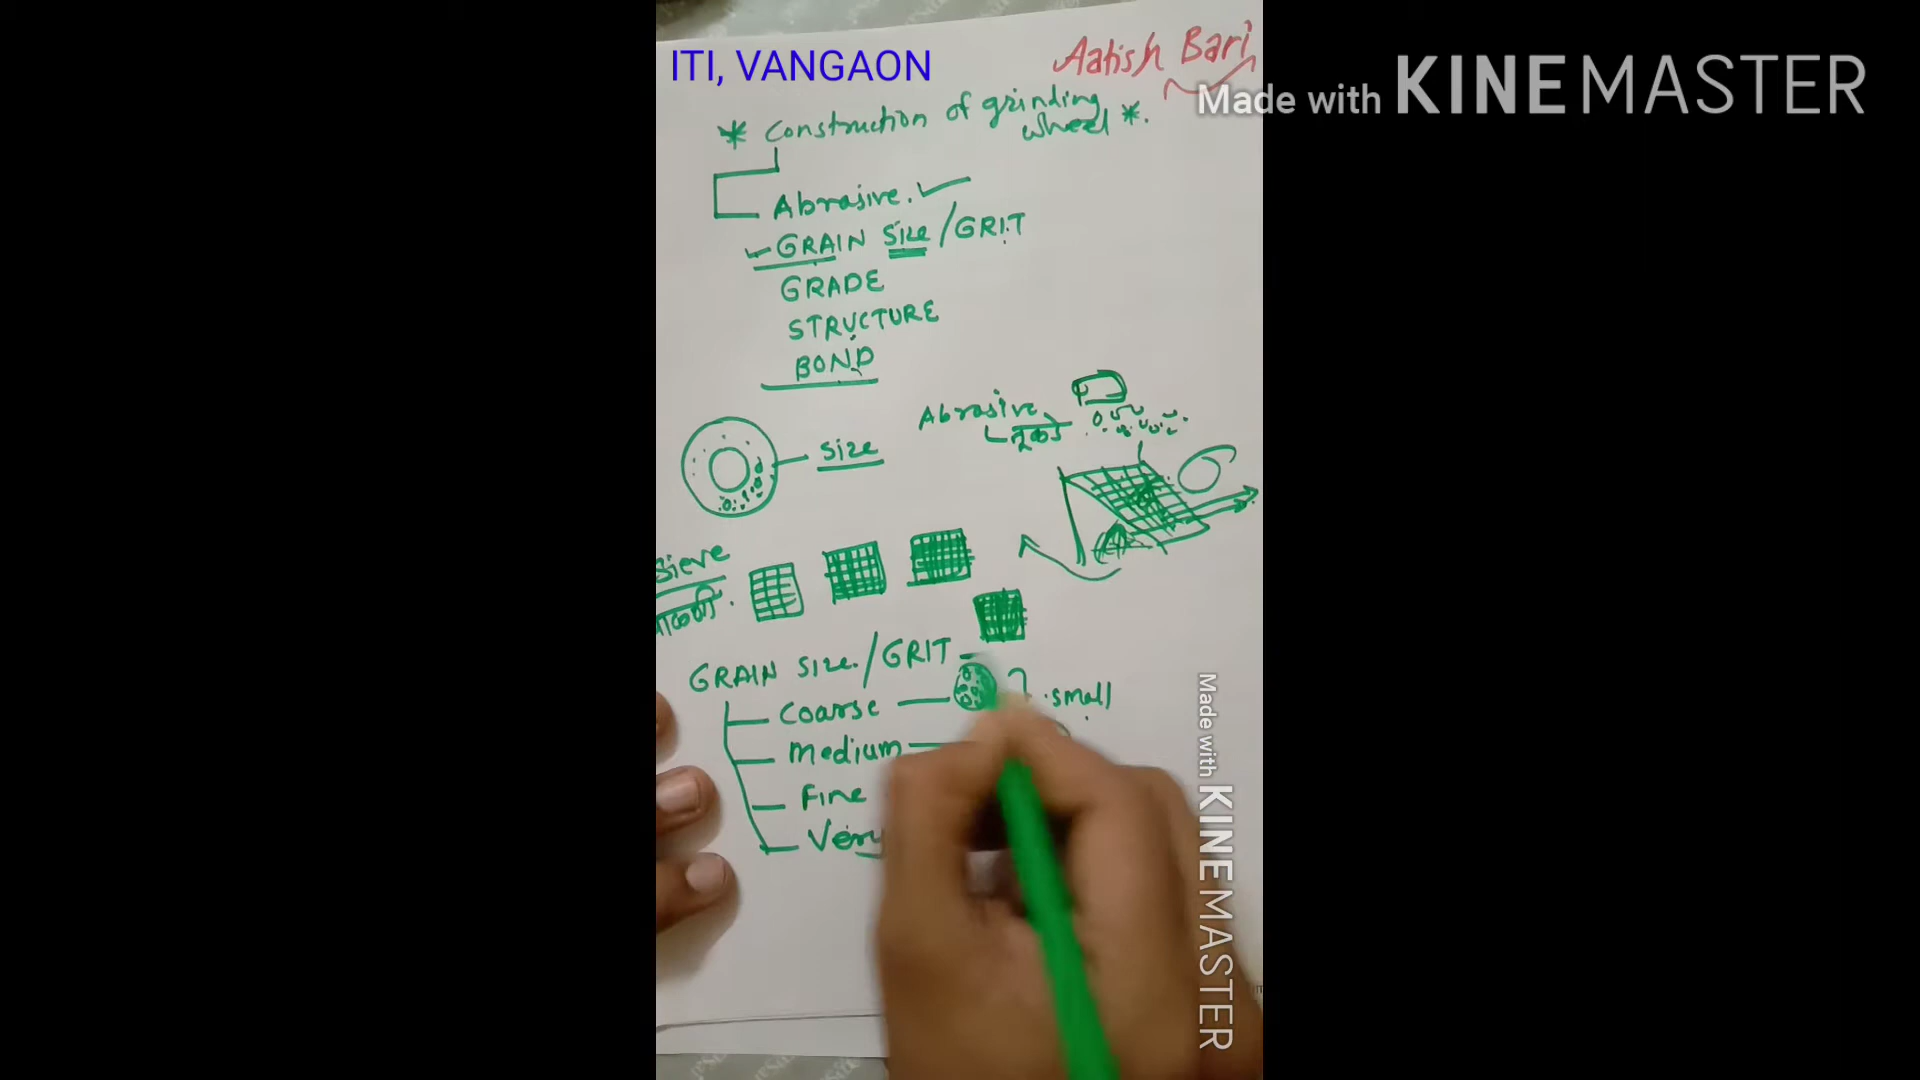 ITI, VANGAON
Aatish Bari
Made with KINEMASTER
* Construction of grinding
wheel *.
Abrasive.
GRAIN Size/GRIT
GRADE
STRUCTURE
BOND
Abrasive
Size
Sieve
GRAIN Size./GRIT -
Coarse
small
Medium
Fine
Very
Made with KINEMASTER